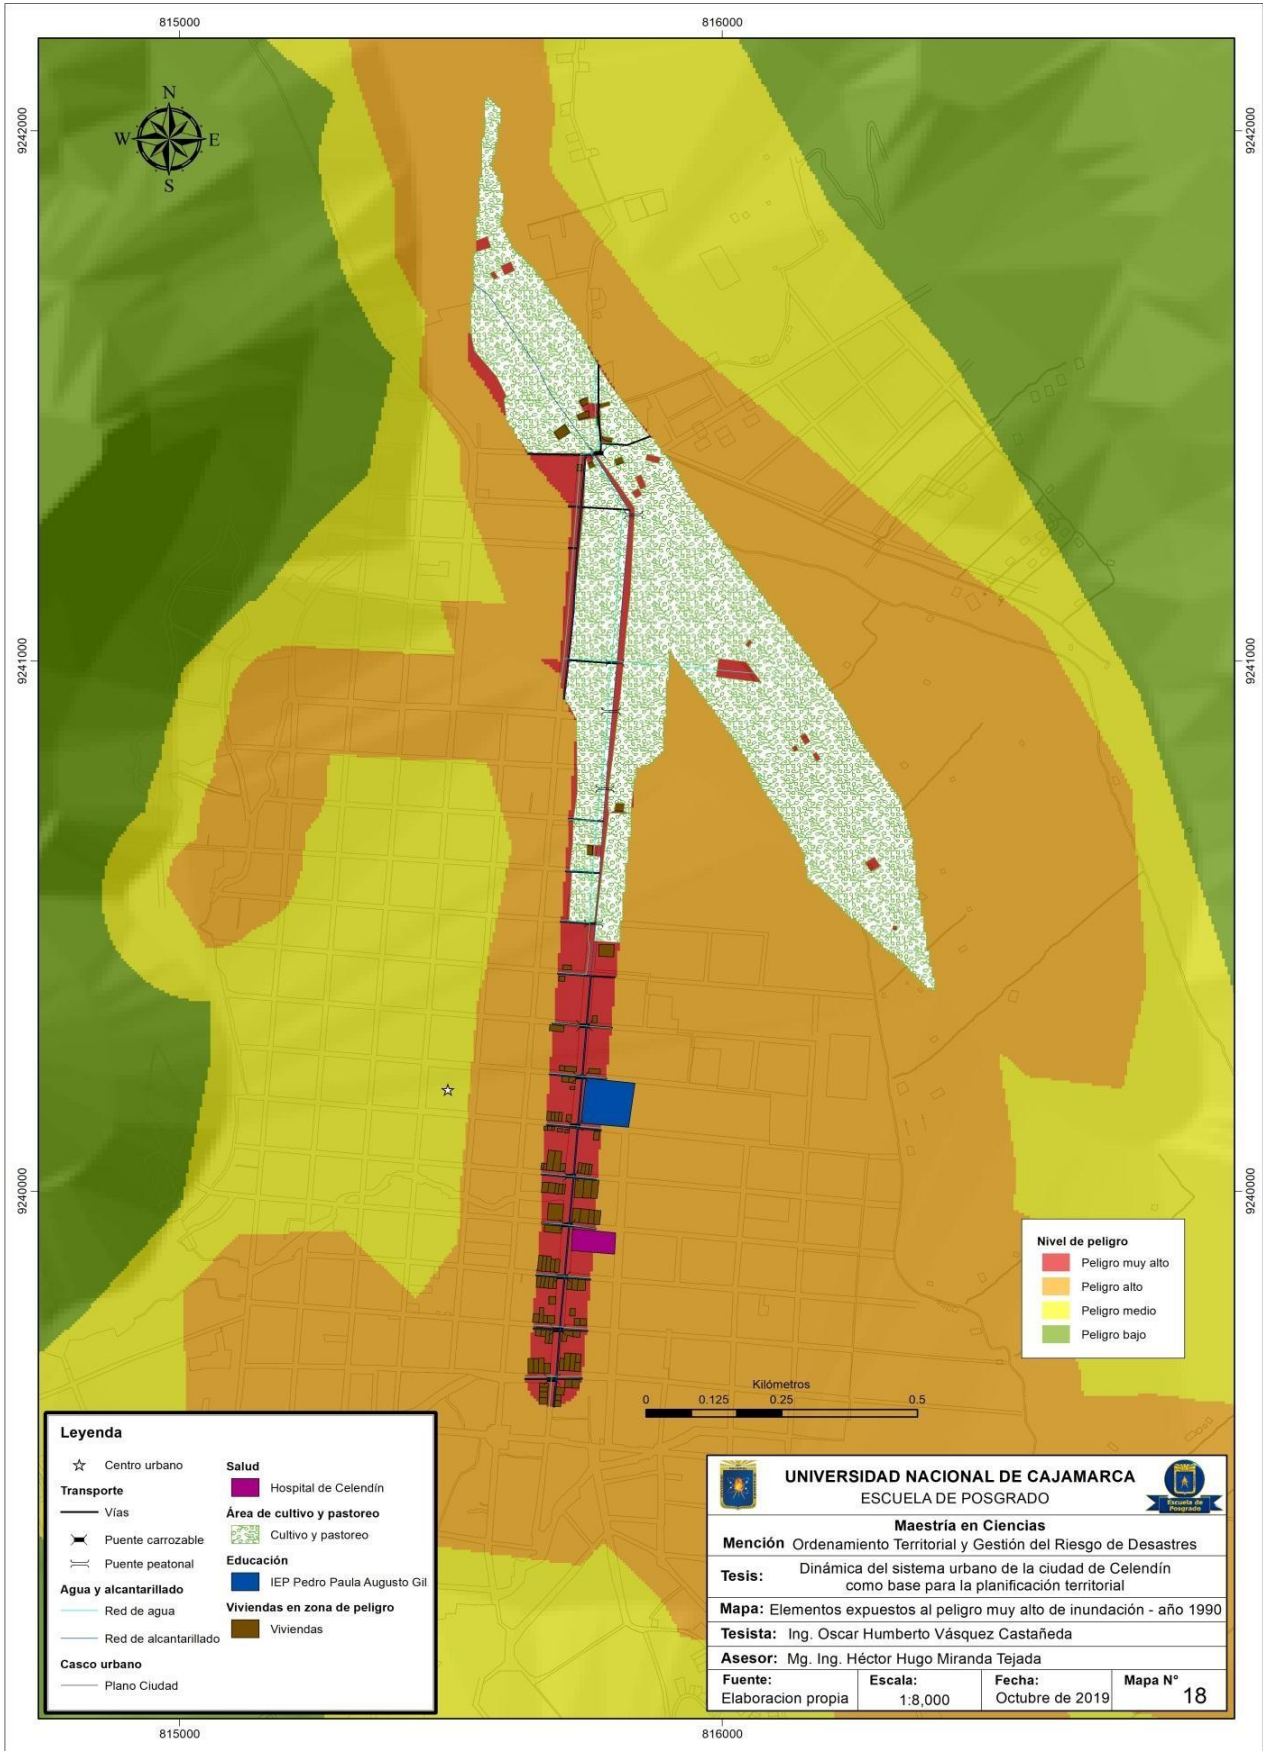 815000
816000
9242000
9242000
N
W
E
S
9241000
9241000
9240000
9240000
Nivel de peligro
Peligro muy alto
Peligro alto
Peligro medio
Peligro bajo
Kilómetros
0
0.125
0.25
0.5
Leyenda
Centro urbano
Transporte
Vías
Puente carrozable
Puente peatonal
Agua y alcantarillado
Red de agua
Red de alcantarillado
Casco urbano
Plano Ciudad
Salud
Hospital de Celendín
Área de cultivo y pastoreo
Cultivo y pastoreo
Educación
IEP Pedro Paula Augusto Gil
Viviendas en zona de peligro
Viviendas
UNIVERSIDAD NACIONAL DE CAJAMARCA
ESCUELA DE POSGRADO
Escuela de
Posgrado
Maestría en Ciencias
Mención Ordenamiento Territorial y Gestión del Riesgo de Desastres
Tesis: Dinámica del sistema urbano de la ciudad de Celendín
como base para la planificación territorial
Mapa: Elementos expuestos al peligro muy alto de inundación - año 1990
Tesista: Ing. Oscar Humberto Vásquez Castañeda
Asesor: Mg. Ing. Héctor Hugo Miranda Tejada
Fuente:
Elaboracion propia
Escala:
1:8,000
Fecha:
Octubre de 2019
Mapa N° 18
815000
816000